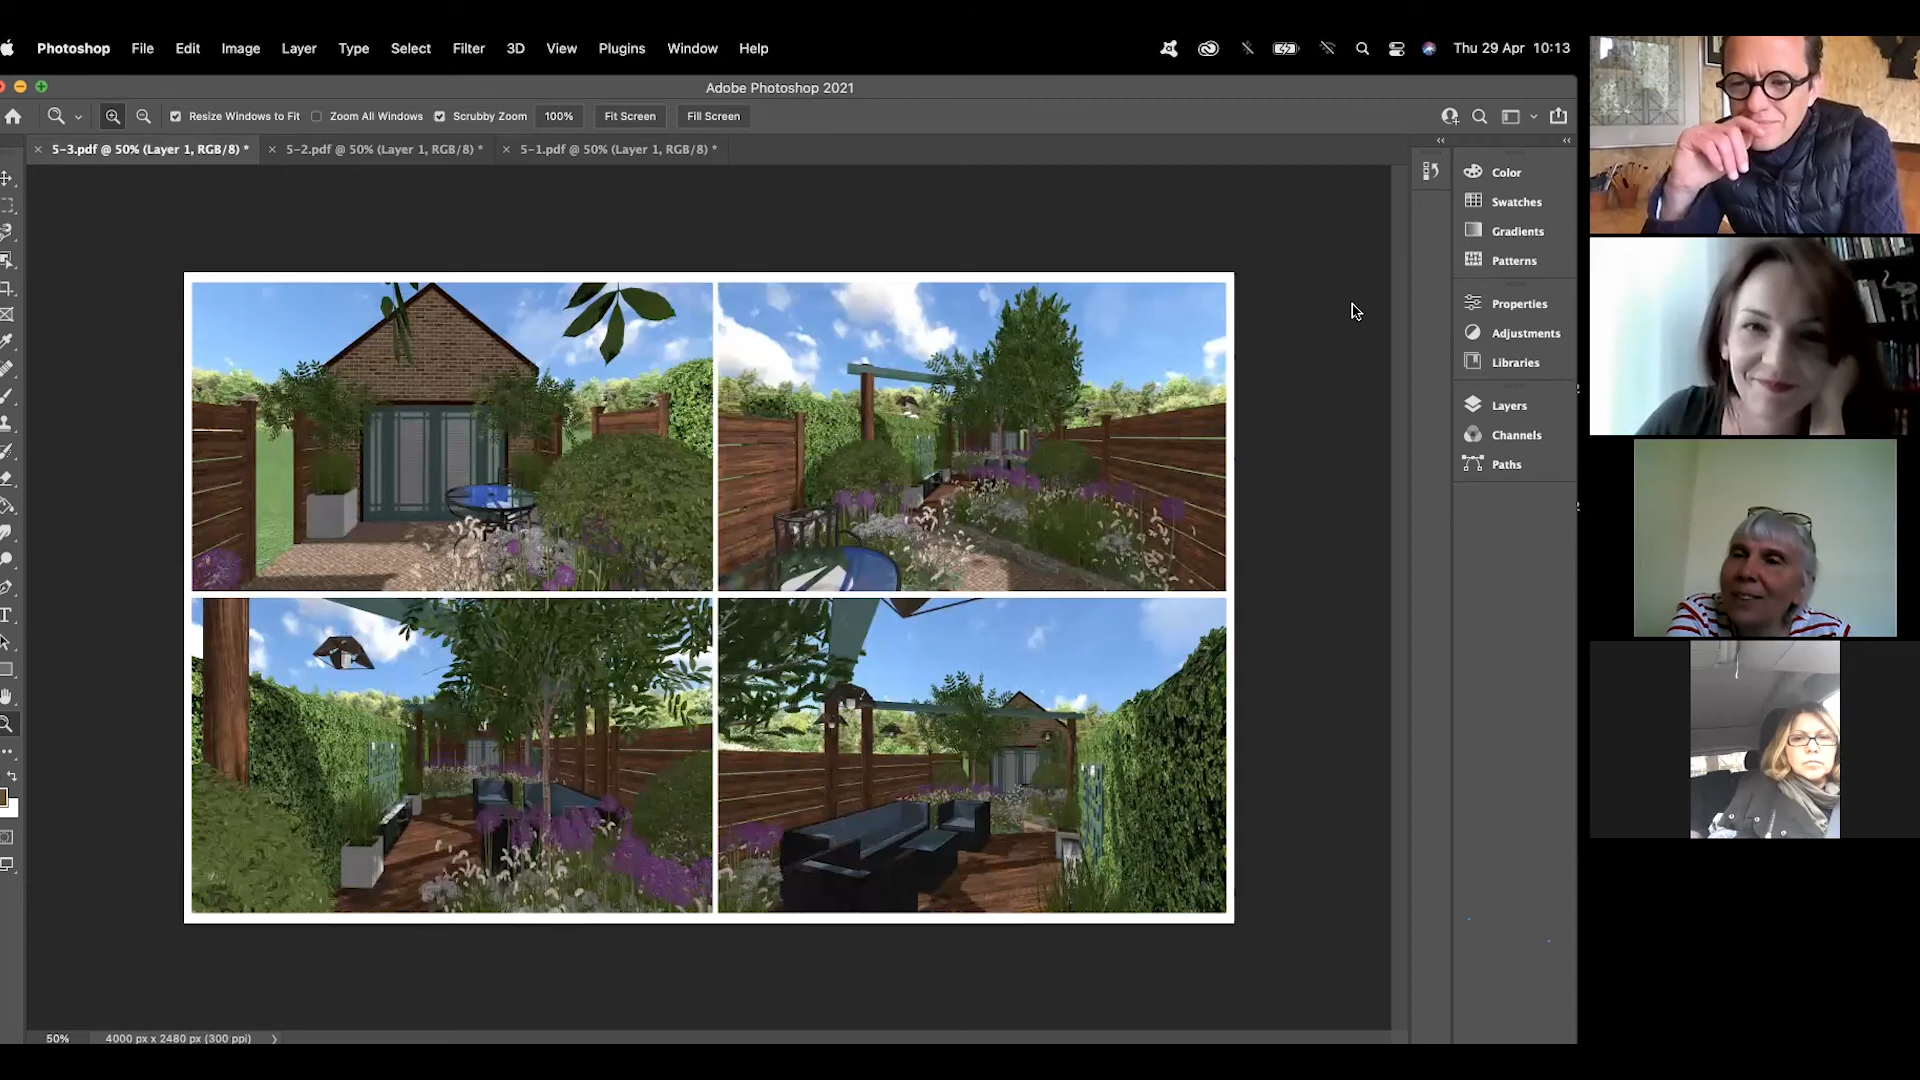 Photoshop File Edit Image Layer Type Select Filter 3D View Plugins Window Help Thu 29 Apr 10:13
Adobe Photoshop 2021
Resize Windows to Fit Zoom All Windows Scrubby Zoom 100% Fit Screen Fill Screen
5-3.pdf @ 50% (Layer 1, RGB/8) * 5-2.pdf @ 50% (Layer 1, RGB/8) * 5-1.pdf @ 50% (Layer 1, RGB/8) *
Color
Swatches
Gradients
Patterns
Properties
Adjustments
Libraries
Layers
Channels
Paths
50% 4000 px x 2480 px (300 ppi)